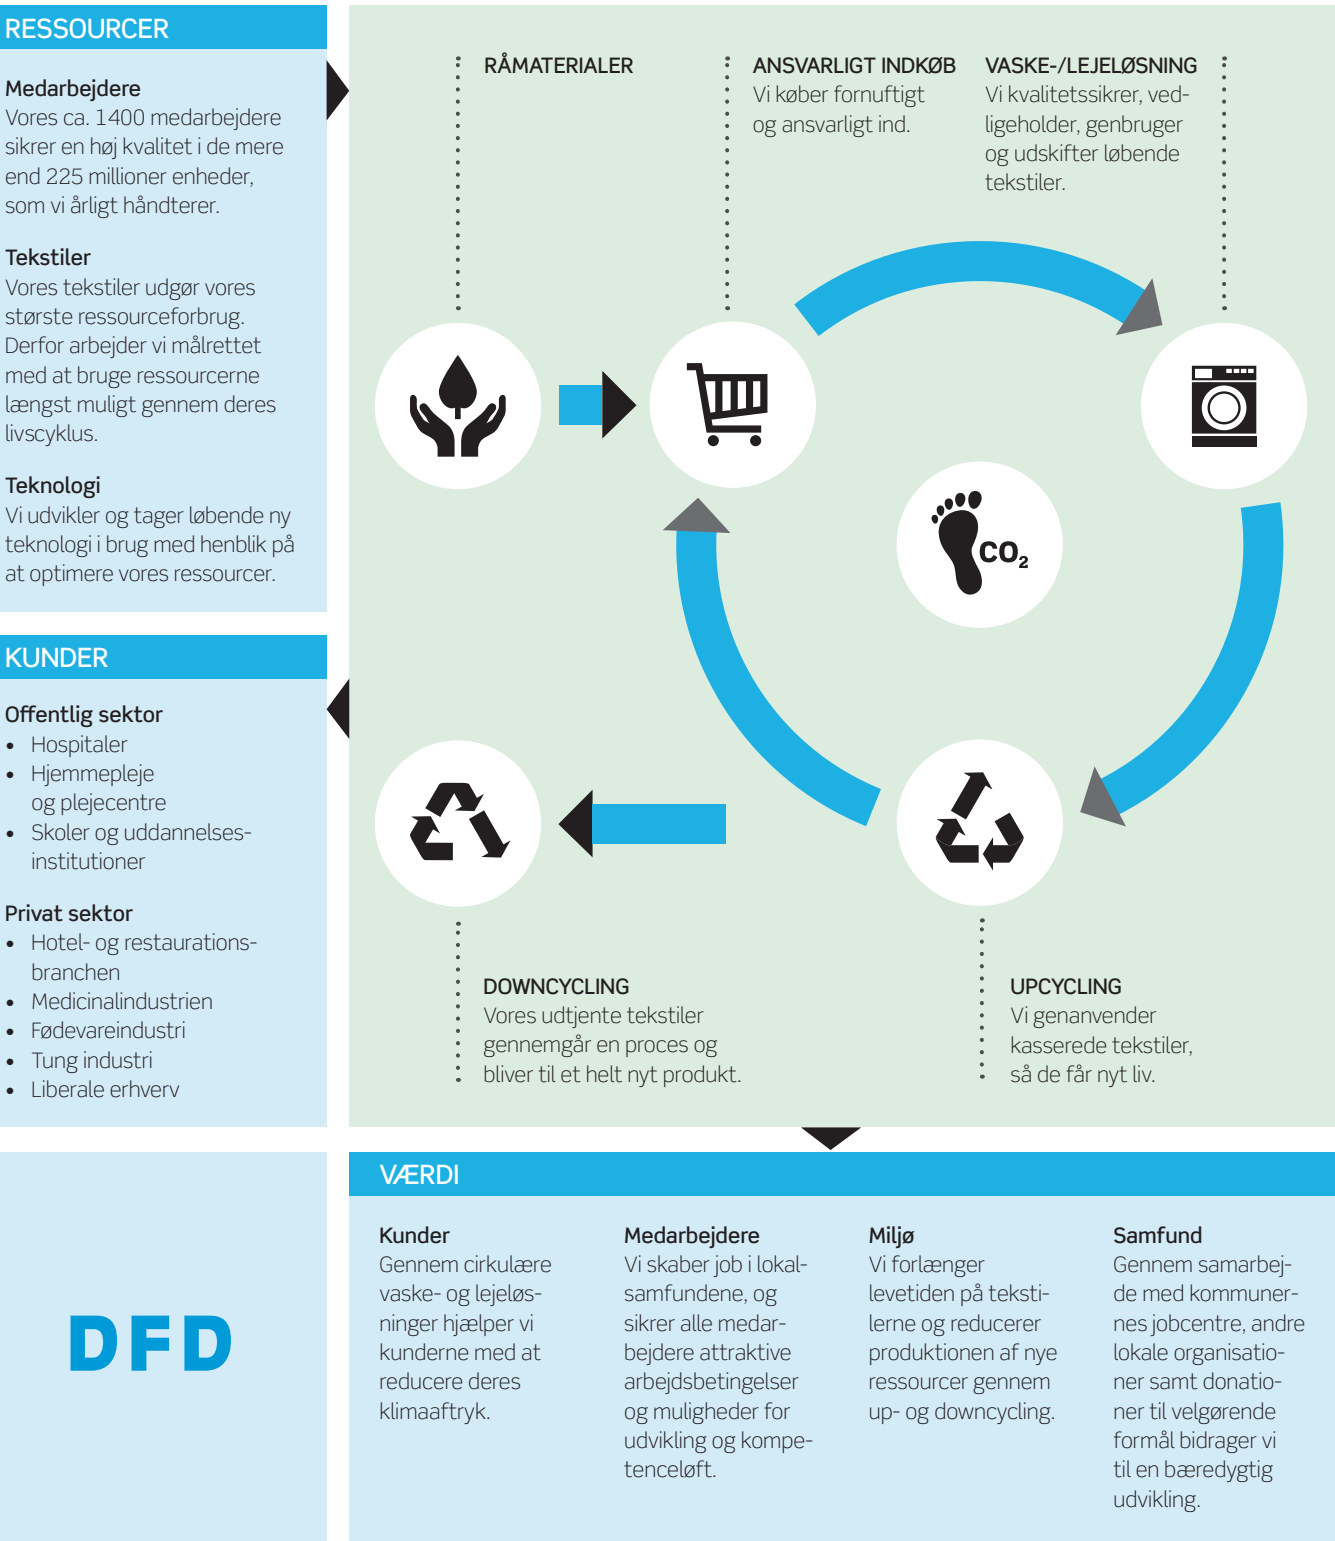 RESSOURCER
Medarbejdere
Vores ca. 1400 medarbejdere
sikrer en høj kvalitet i de mere
end 225 millioner enheder,
som vi årligt håndterer.
Tekstiler
Vores tekstiler udgør vores
største ressourceforbrug.
Derfor arbejder vi målrettet
med at bruge ressourcerne
længst muligt gennem deres
livscyklus.
Teknologi
Vi udvikler og tager løbende ny
teknologi i brug med henblik på
at optimere vores ressourcer.
KUNDER
Offentlig sektor
• Hospitaler
• Hjemmepleje
og plejecentre
• Skoler og uddannelses-
institutioner
Privat sektor
• Hotel- og restaurations-
branchen
• Medicinalindustrien
• Fødevareindustri
• Tung industri
• Liberale erhverv
RÅMATERIALER
ANSVARLIGT INDKØB
Vi køber fornuftigt
og ansvarligt ind.
VASKE-/LEJELØSNING
Vi kvalitetssikrer, ved-
ligeholder, genbruger
og udskifter løbende
tekstiler.
CO₂
DOWNCYCLING
Vores udtjente tekstiler
gennemgår en proces og
bliver til et helt nyt produkt.
UPCYCLING
Vi genanvender
kasserede tekstiler,
så de får nyt liv.
DFD
VÆRDI
Kunder
Gennem cirkulære
vaske- og lejeløs-
ninger hjælper vi
kunderne med at
reducere deres
klimaaftryk.
Medarbejdere
Vi skaber job i lokal-
samfundene, og
sikrer alle medar-
bejdere attraktive
arbejdsbetingelser
og muligheder for
udvikling og kompe-
tenceløft.
Miljø
Vi forlænger
levetiden på teksti-
lerne og reducerer
produktionen af nye
ressourcer gennem
up- og downcycling.
Samfund
Gennem samarbej-
de med kommuner-
nes jobcentre, andre
lokale organisatio-
ner samt donatio-
ner til velgørende
formål bidrager vi
til en bæredygtig
udvikling.